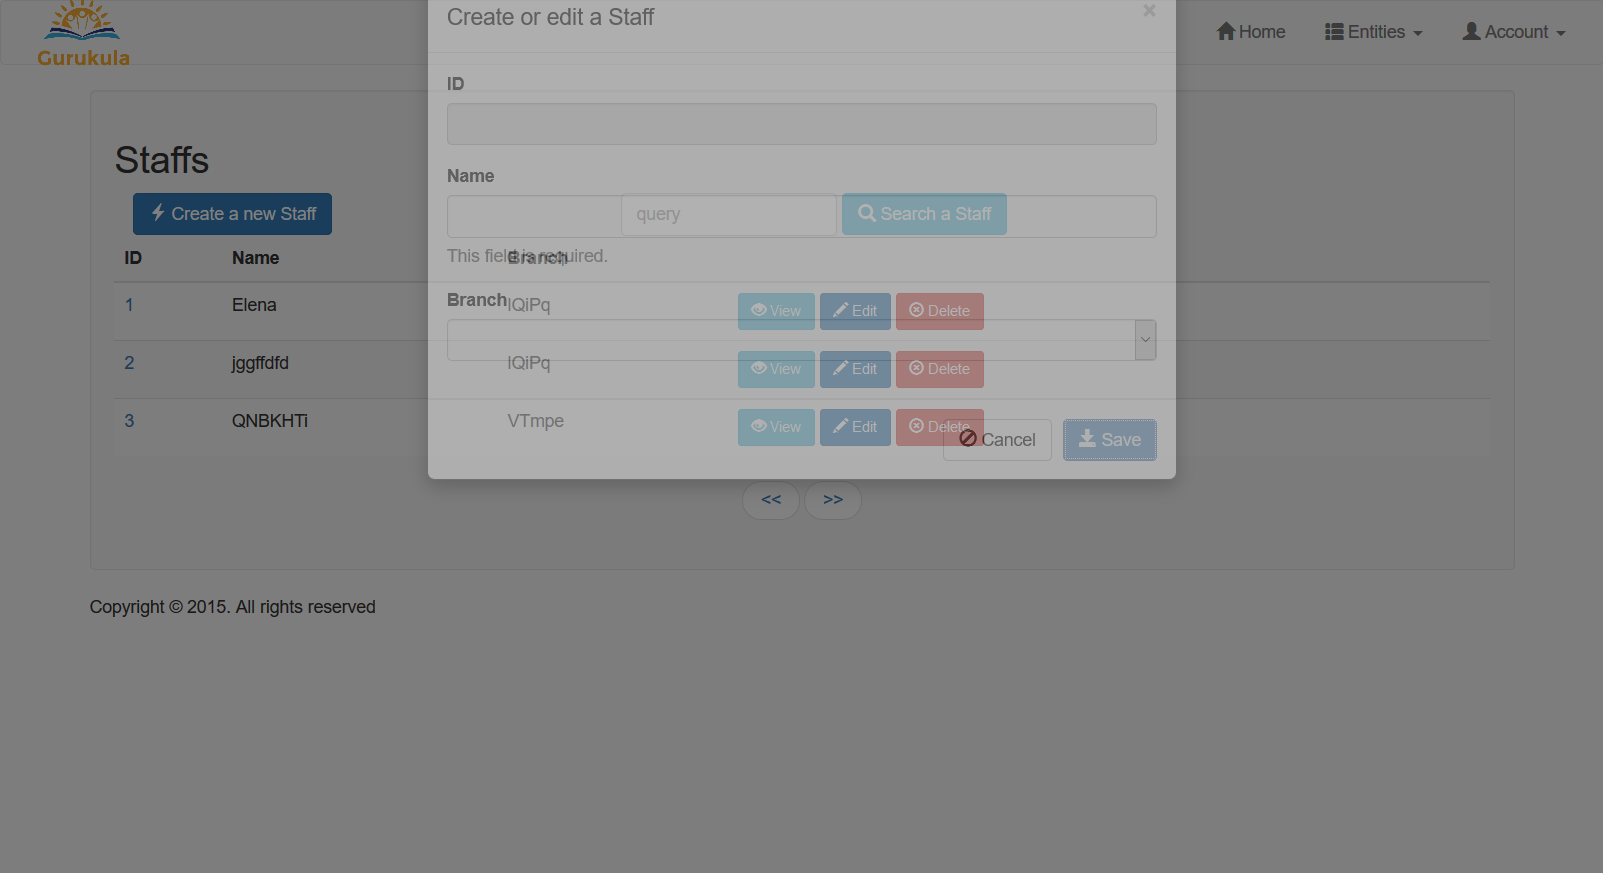 Gurukula
Home
Entities
Account
Create or edit a Staff
×
ID
Staffs
Name
Create a new Staff
query
Search a Staff
This field is required.
ID
Name
Branch
Branch
1
Elena
IQiPq
View
Edit
Delete
2
jggffdfd
IQiPq
View
Edit
Delete
3
QNBKHTi
VTmpe
View
Edit
Delete
Cancel
Save
<<
>>
Copyright © 2015. All rights reserved